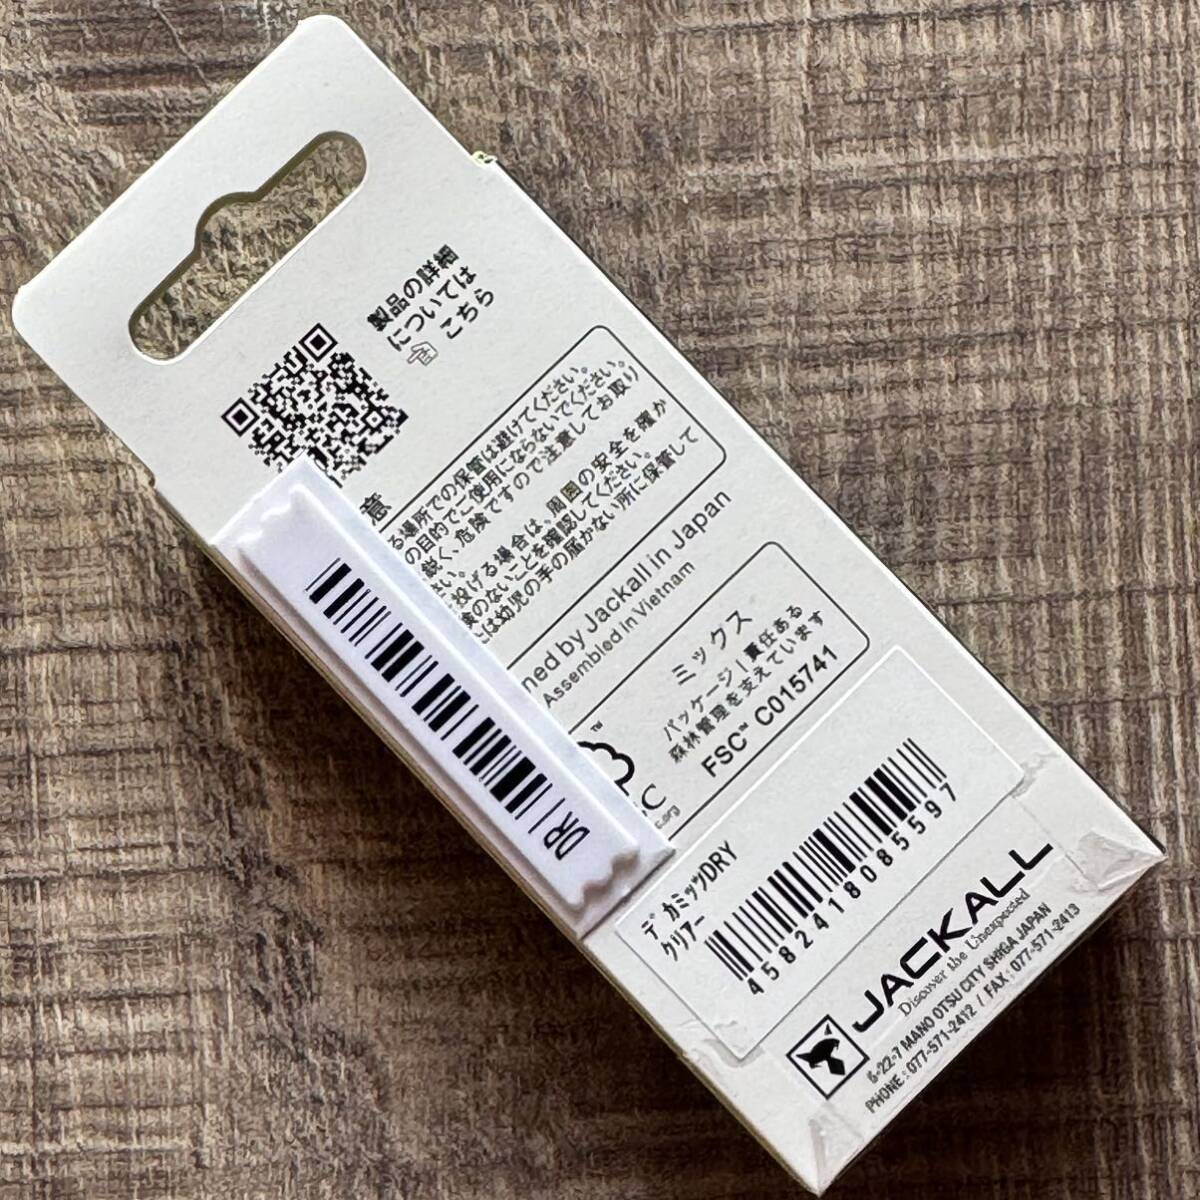 製品の詳細
については
こちら
意
る場所での保管は避けてください。
の目的でご使用にならないでください。
鋭く、危険ですので注意してお取り
さい。
投げる場合は、周囲の安全を確か
険のないことを確認してください。
は幼児の手の届かない所に保管して
ned by Jackall in Japan
Assembled in Vietnam
ミックス
パッケージ｜責任ある
森林管理を支えています
FSC™ C015741
™
C
.org
DR
デカミッツDRY
クリアー
4582418085597
JACKALL
Discover the Unexpected
6-22-7 MANO OTSU CITY SHIGA JAPAN
PHONE : 077-571-2412 / FAX : 077-571-2413